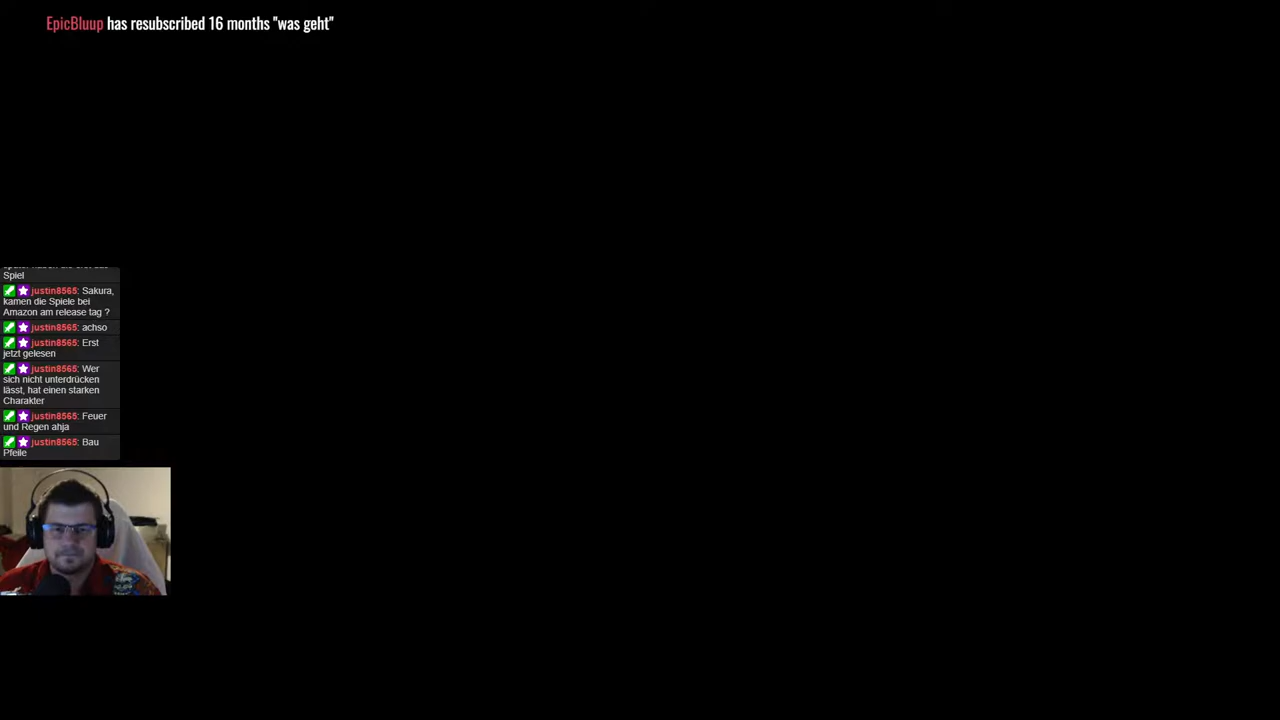 EpicBluup has resubscribed 16 months "was geht"
Spiel
justin8565: Sakura,
kamen die Spiele bei
Amazon am release tag ?
justin8565: achso
justin8565: Erst
jetzt gelesen
justin8565: Wer
sich nicht unterdrücken
lässt, hat einen starken
Charakter
justin8565: Feuer
und Regen ahja
justin8565: Bau
Pfeile